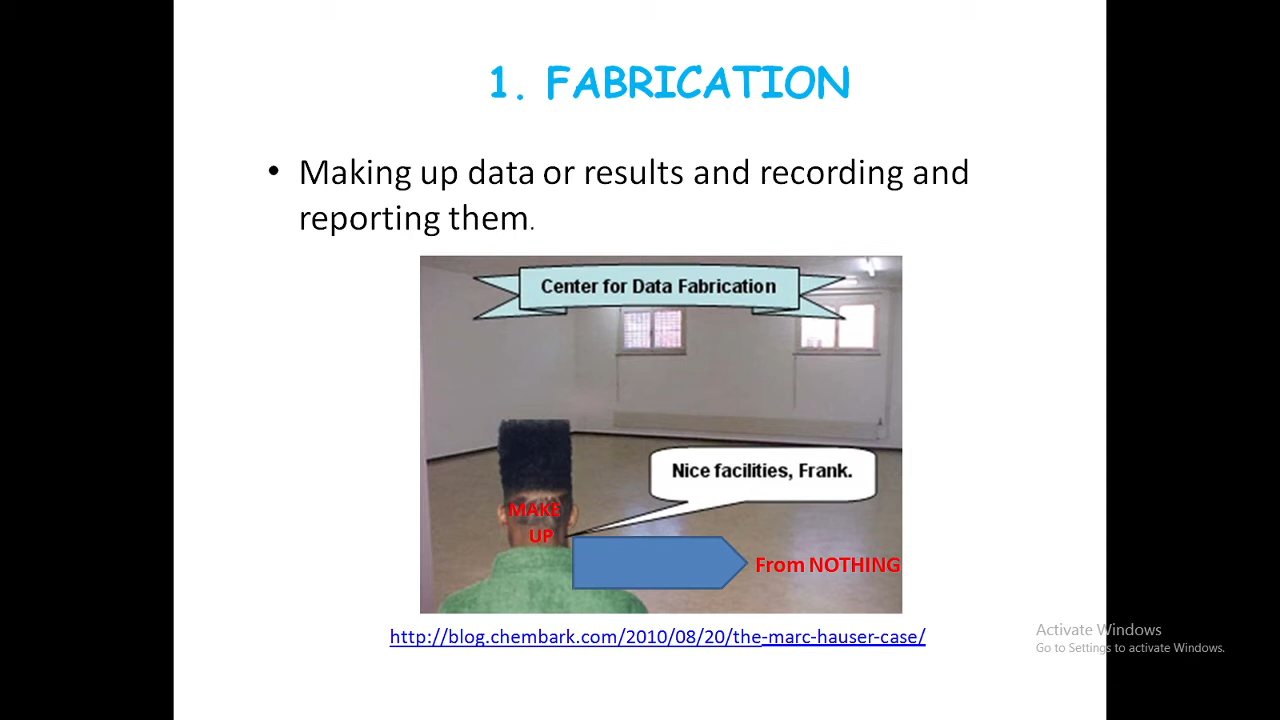 1. FABRICATION
• Making up data or results and recording and
reporting them.
Center for Data Fabrication
Nice facilities, Frank.
MAKE
UP
From NOTHING
http://blog.chembark.com/2010/08/20/the-marc-hauser-case/
Activate Windows
Go to Settings to activate Windows.